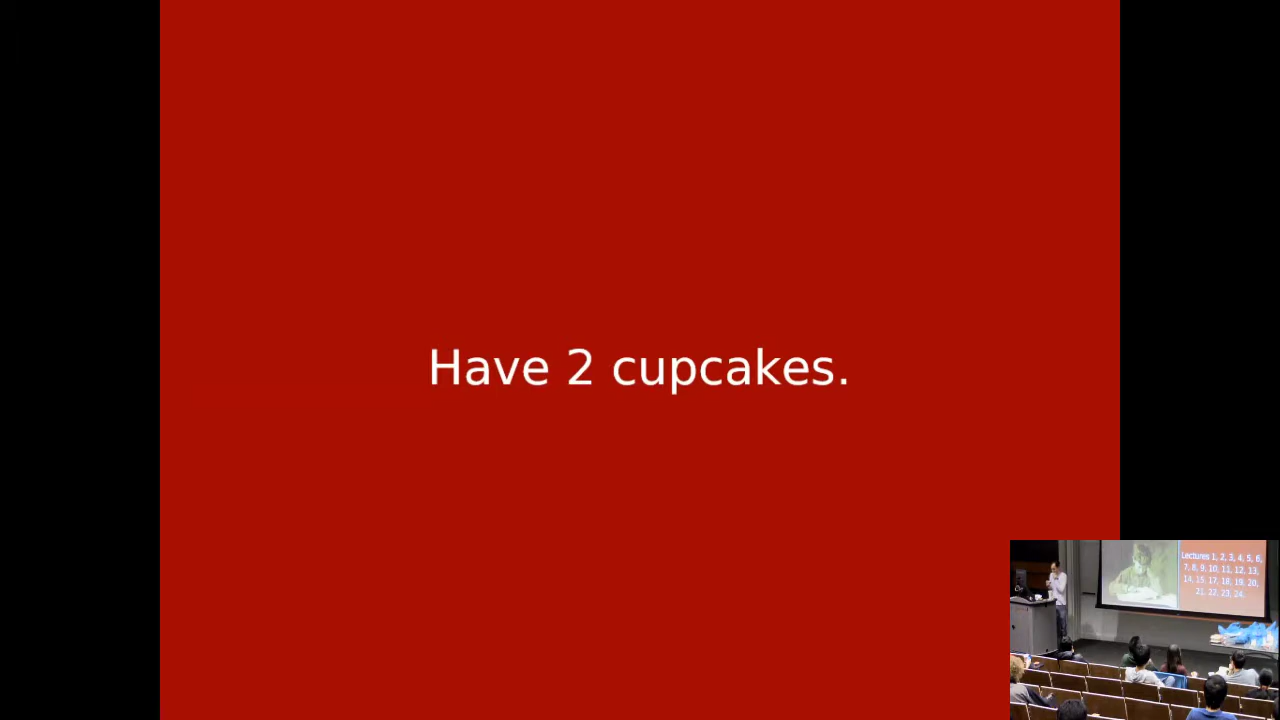 Have 2 cupcakes.
Lectures 1, 2, 3, 4, 5, 6,
7, 8, 9, 10, 11, 12, 13,
14, 15, 17, 18, 19, 20,
21, 22, 23, 24.